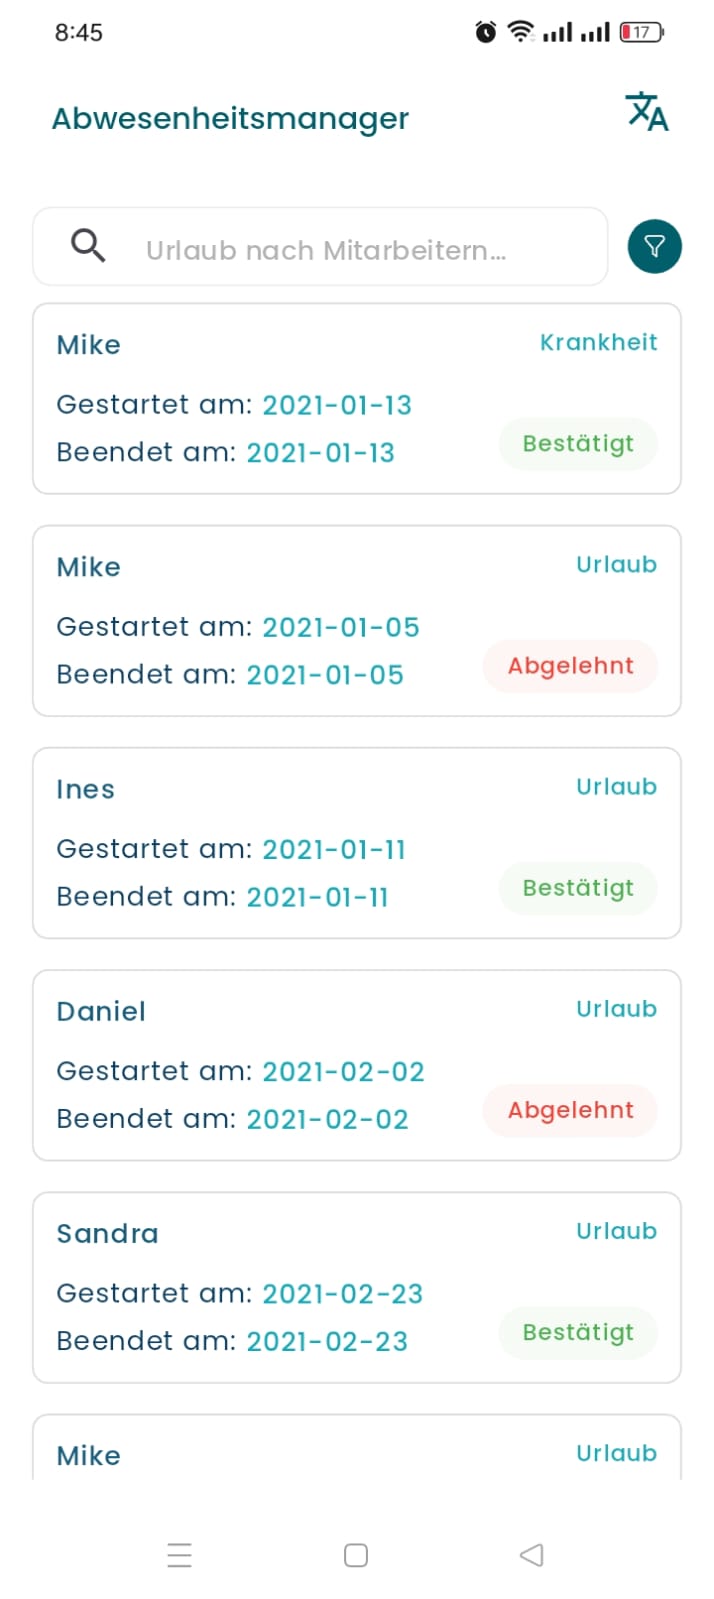 8:45
17
Abwesenheitsmanager
Urlaub nach Mitarbeitern...
Mike
Krankheit
Gestartet am: 2021-01-13
Beendet am: 2021-01-13
Bestätigt
Mike
Urlaub
Gestartet am: 2021-01-05
Beendet am: 2021-01-05
Abgelehnt
Ines
Urlaub
Gestartet am: 2021-01-11
Beendet am: 2021-01-11
Bestätigt
Daniel
Urlaub
Gestartet am: 2021-02-02
Beendet am: 2021-02-02
Abgelehnt
Sandra
Urlaub
Gestartet am: 2021-02-23
Beendet am: 2021-02-23
Bestätigt
Mike
Urlaub